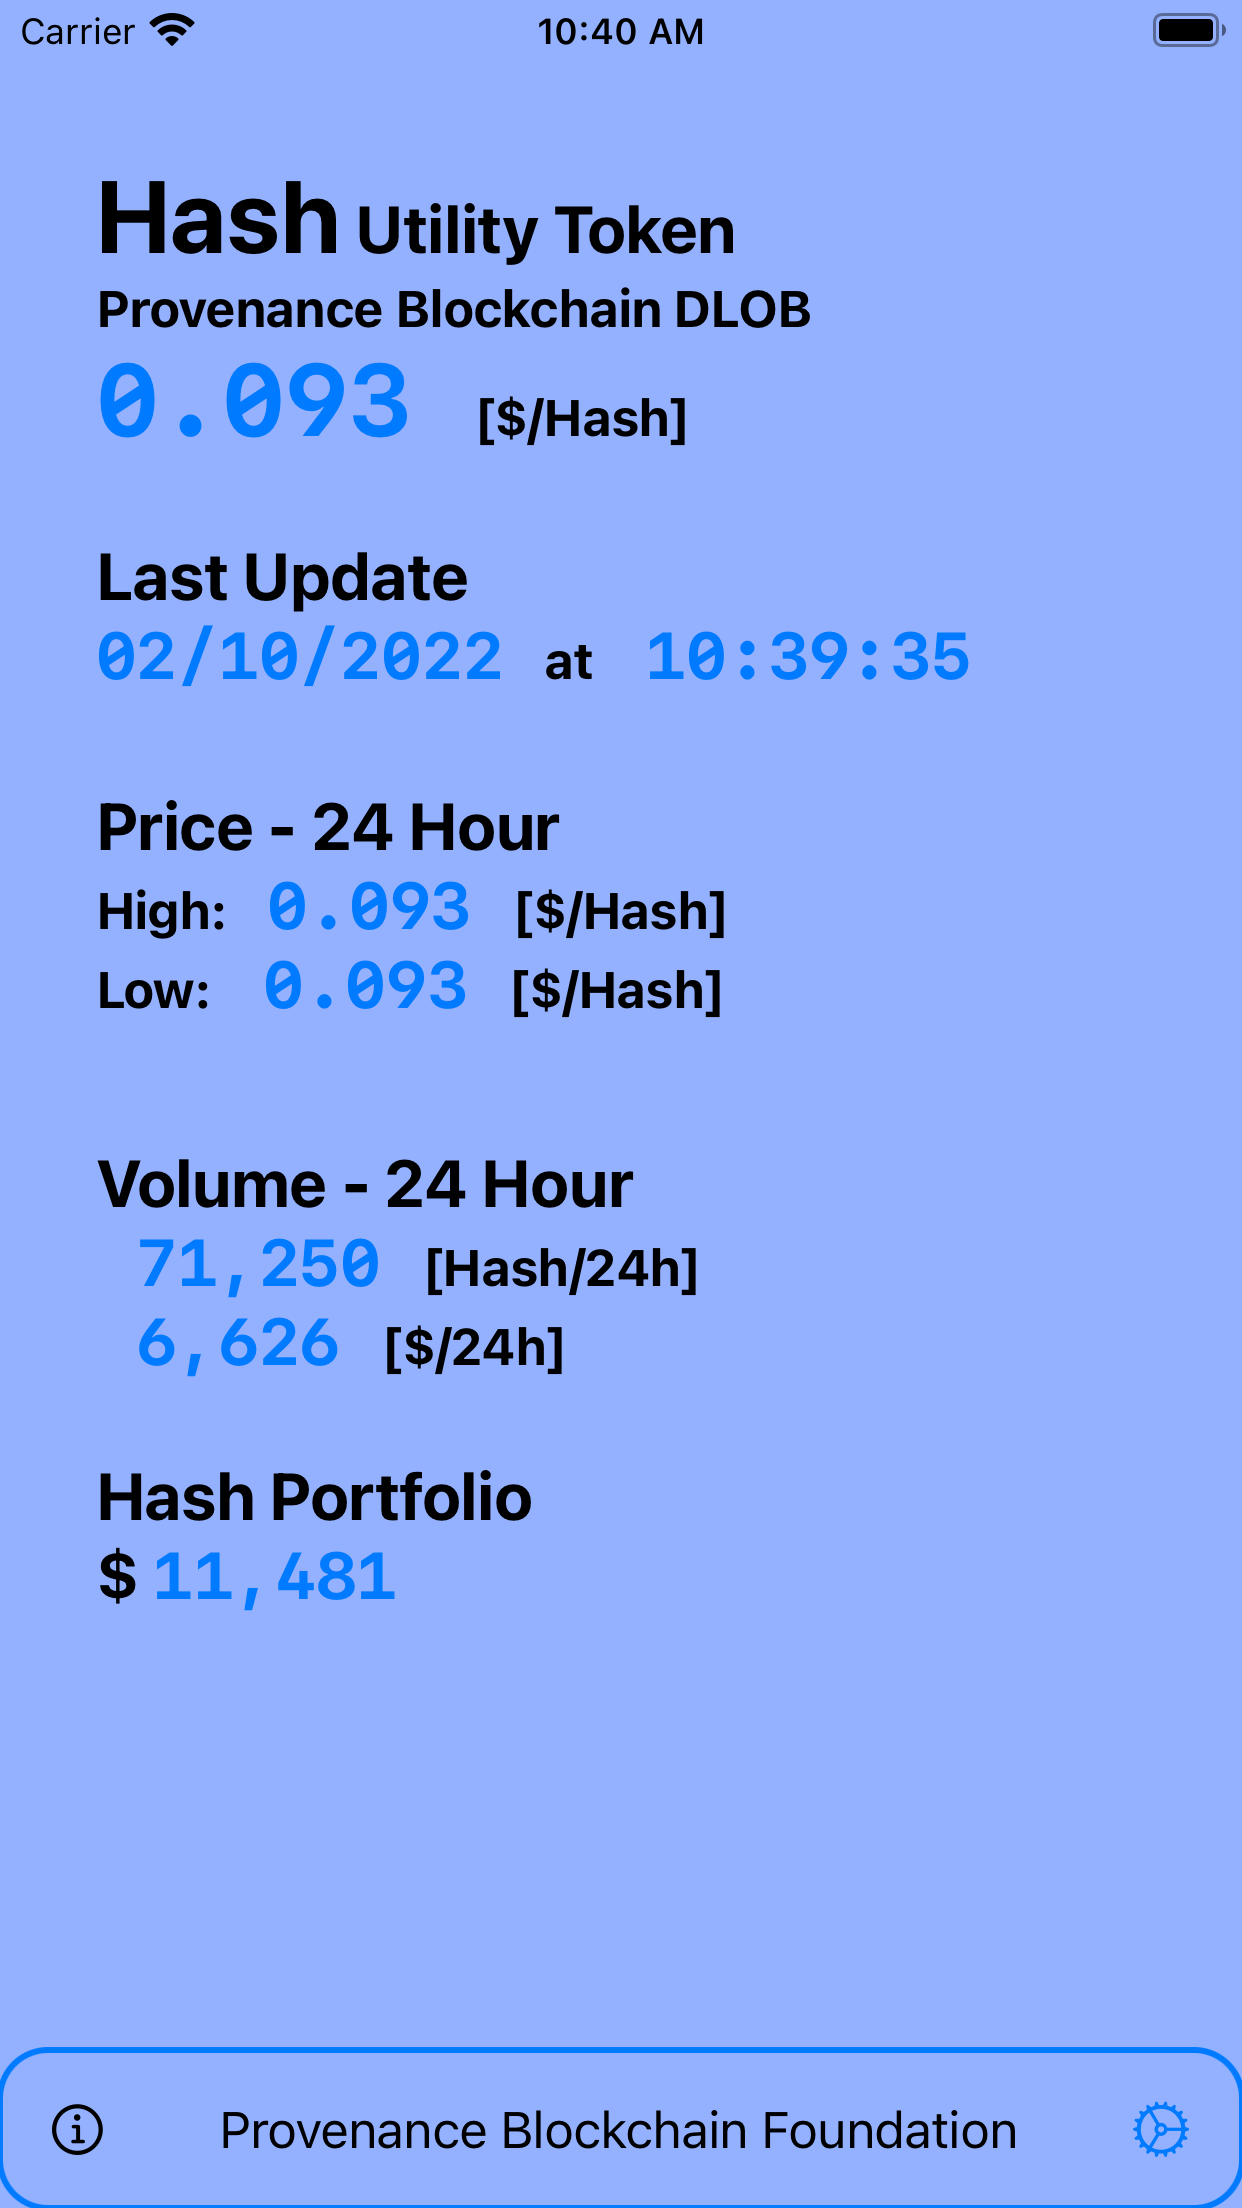 Carrier 10:40 AM
Hash Utility Token
Provenance Blockchain DLOB
0.093 [$/Hash]
Last Update
02/10/2022 at 10:39:35
Price - 24 Hour
High: 0.093 [$/Hash]
Low: 0.093 [$/Hash]
Volume - 24 Hour
71,250 [Hash/24h]
6,626 [$/24h]
Hash Portfolio
$ 11,481
Provenance Blockchain Foundation